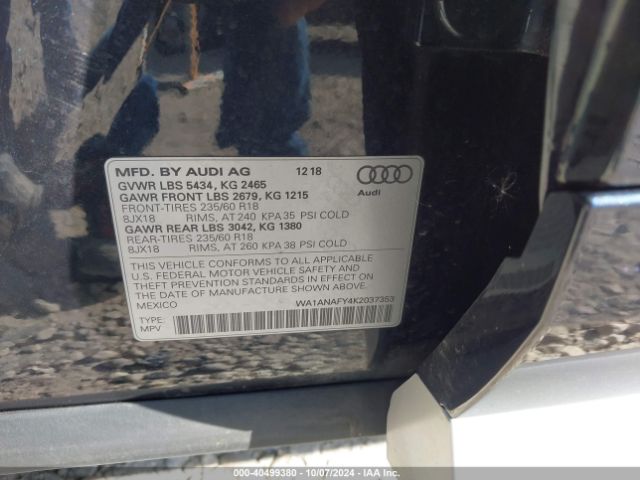 MFD. BY AUDI AG 12 18
GVWR LBS 5434, KG 2465
GAWR FRONT LBS 2679, KG 1215
Audi
FRONT-TIRES 235/60 R18
8JX18 RIMS, AT 240 KPA 35 PSI COLD
GAWR REAR LBS 3042, KG 1380
REAR-TIRES 235/60 R18
8JX18 RIMS, AT 260 KPA 38 PSI COLD
THIS VEHICLE CONFORMS TO ALL APPLICABLE
U.S. FEDERAL MOTOR VEHICLE SAFETY AND
THEFT PREVENTION STANDARDS IN EFFECT ON
THE DATE OF MANUFACTURE SHOWN ABOVE.
MEXICO WA1ANAFY4K2037353
TYPE:
MPV
000-40499380 - 10/07/2024 - IAA Inc.